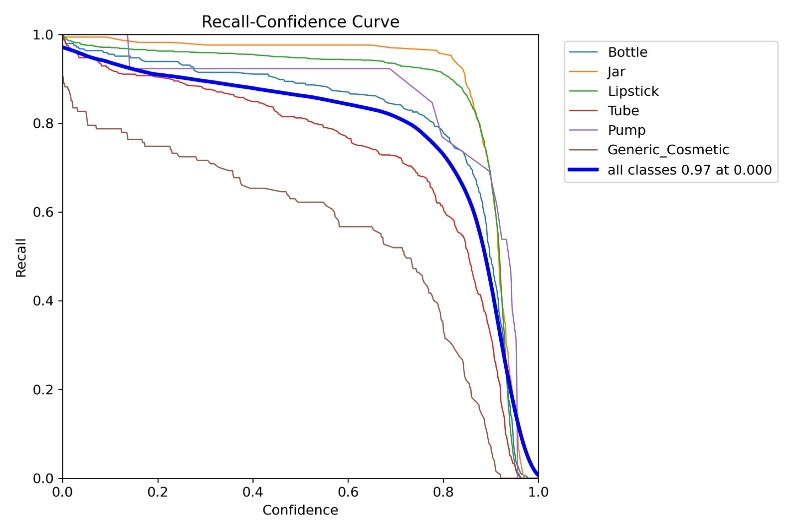 Recall-Confidence Curve
1.0
0.8
0.6
0.4
0.2
0.0
Recall
0.0 0.2 0.4 0.6 0.8 1.0
Confidence
Bottle
Jar
Lipstick
Tube
Pump
Generic_Cosmetic
all classes 0.97 at 0.000